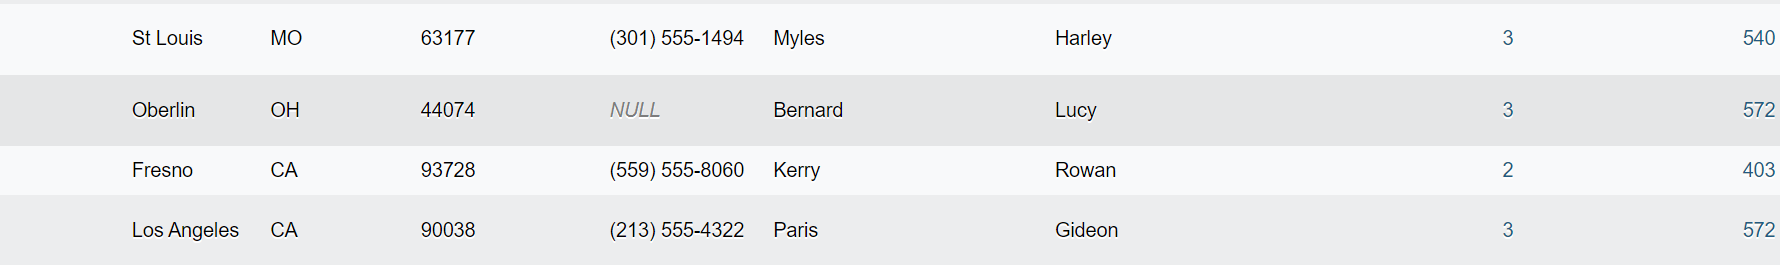 St Louis MO 63177 (301) 555-1494 Myles Harley 3 540
Oberlin OH 44074 NULL Bernard Lucy 3 572
Fresno CA 93728 (559) 555-8060 Kerry Rowan 2 403
Los Angeles CA 90038 (213) 555-4322 Paris Gideon 3 572